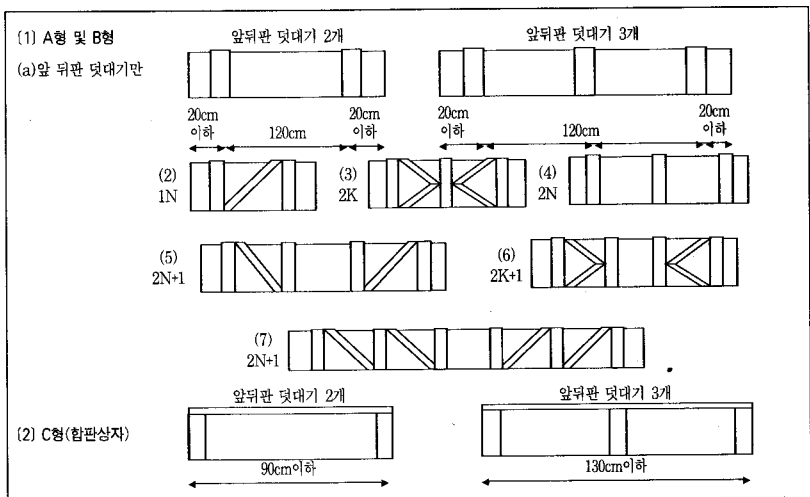 (1) A형 및 B형
앞뒤판 덧대기 2개
앞뒤판 덧대기 3개
(a)앞 뒤판 덧대기만
20cm
이하
120cm
20cm
이하
20cm
이하
120cm
20cm
이하
(2)
1N
(3)
2K
(4)
2N
(5)
2N+1
(6)
2K+1
(7)
2N+1
앞뒤판 덧대기 2개
앞뒤판 덧대기 3개
(2) C형(합판상자)
90cm이하
130cm이하